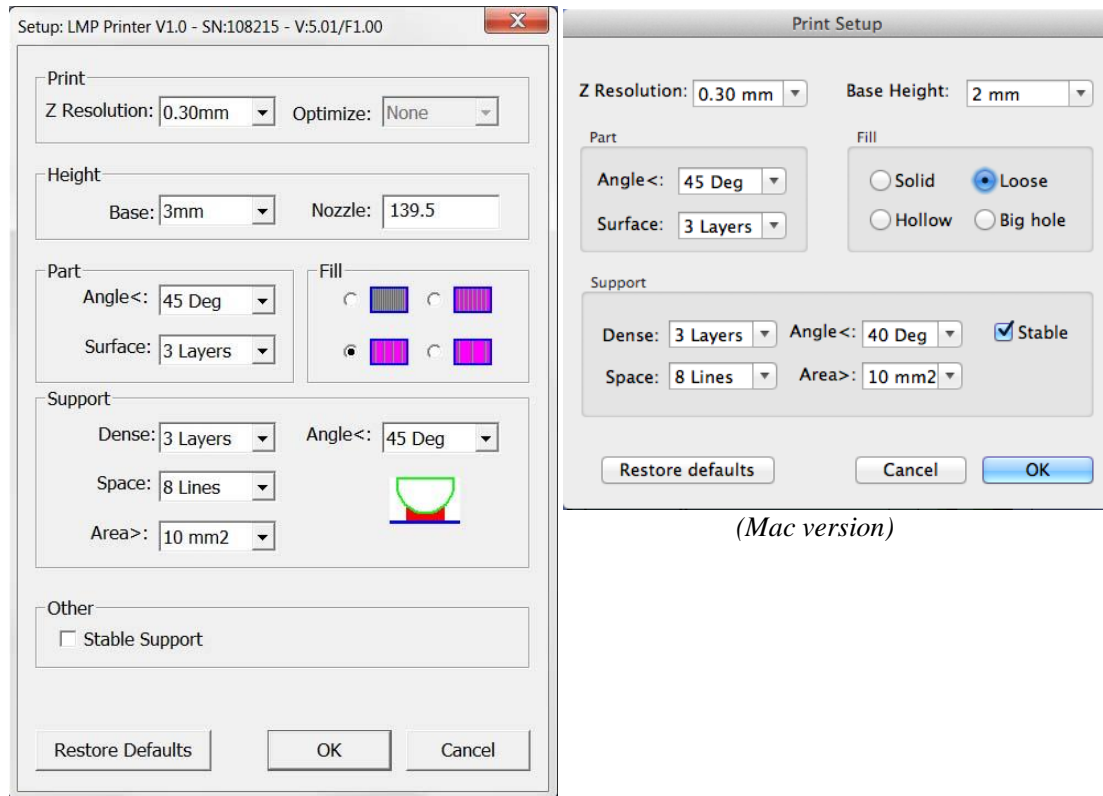 Setup: LMP Printer V1.0 - SN:108215 - V:5.01/F1.00
Print
Z Resolution: 0.30mm Optimize: None
Height
Base: 3mm Nozzle: 139.5
Part
Angle<: 45 Deg
Surface: 3 Layers
Fill
Support
Dense: 3 Layers Angle<: 45 Deg
Space: 8 Lines
Area>: 10 mm2
Other
Stable Support
Restore Defaults OK Cancel
Print Setup
Z Resolution: 0.30 mm Base Height: 2 mm
Part
Angle<: 45 Deg
Surface: 3 Layers
Fill
Solid Loose
Hollow Big hole
Support
Dense: 3 Layers Angle<: 40 Deg Stable
Space: 8 Lines Area>: 10 mm2
Restore defaults Cancel OK
(Mac version)